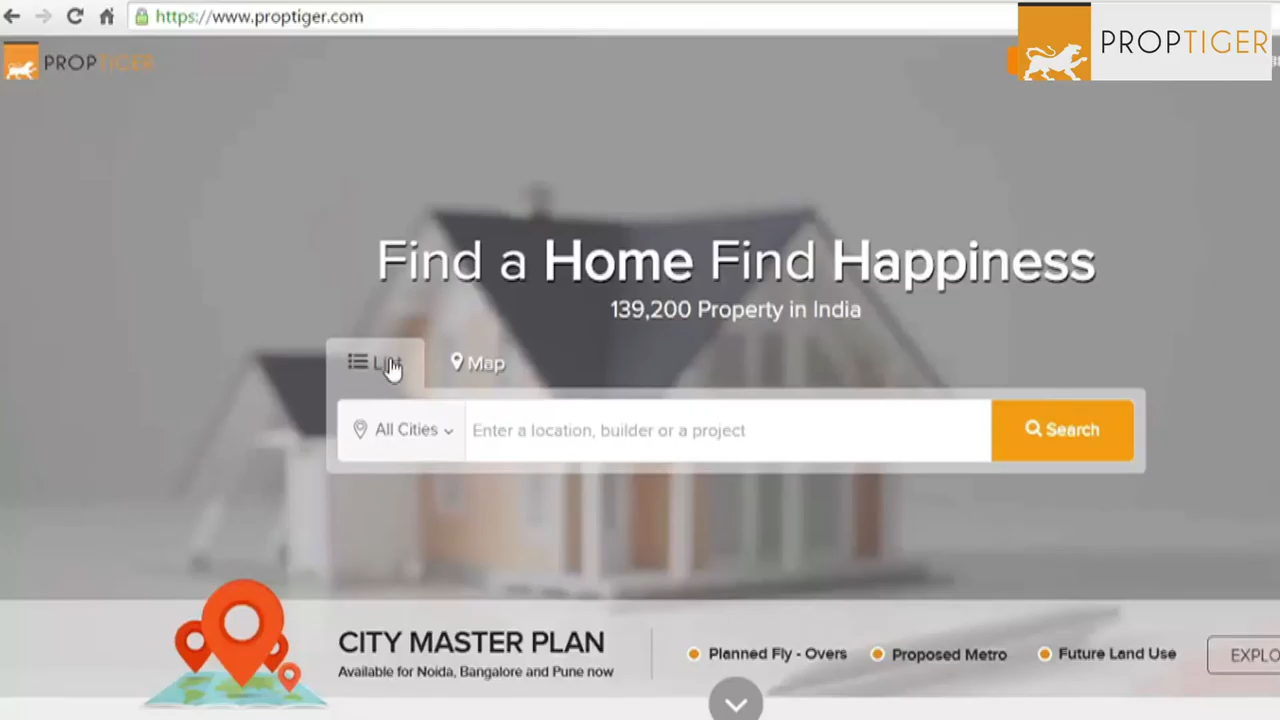 https://www.proptiger.com
PROPTIGER
PROPTIGER
Find a Home Find Happiness
139,200 Property in India
List
Map
All Cities
Enter a location, builder or a project
Search
CITY MASTER PLAN
Available for Noida, Bangalore and Pune now
Planned Fly - Overs
Proposed Metro
Future Land Use
EXPLO